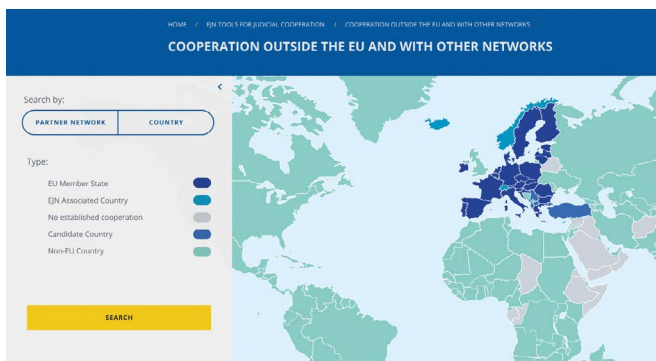 HOME / EJN TOOLS FOR JUDICIAL COOPERATION / COOPERATION OUTSIDE THE EU AND WITH OTHER NETWORKS
COOPERATION OUTSIDE THE EU AND WITH OTHER NETWORKS
Search by:
PARTNER NETWORK COUNTRY
Type:
EU Member State
EJN Associated Country
No established cooperation
Candidate Country
Non-EU Country
SEARCH